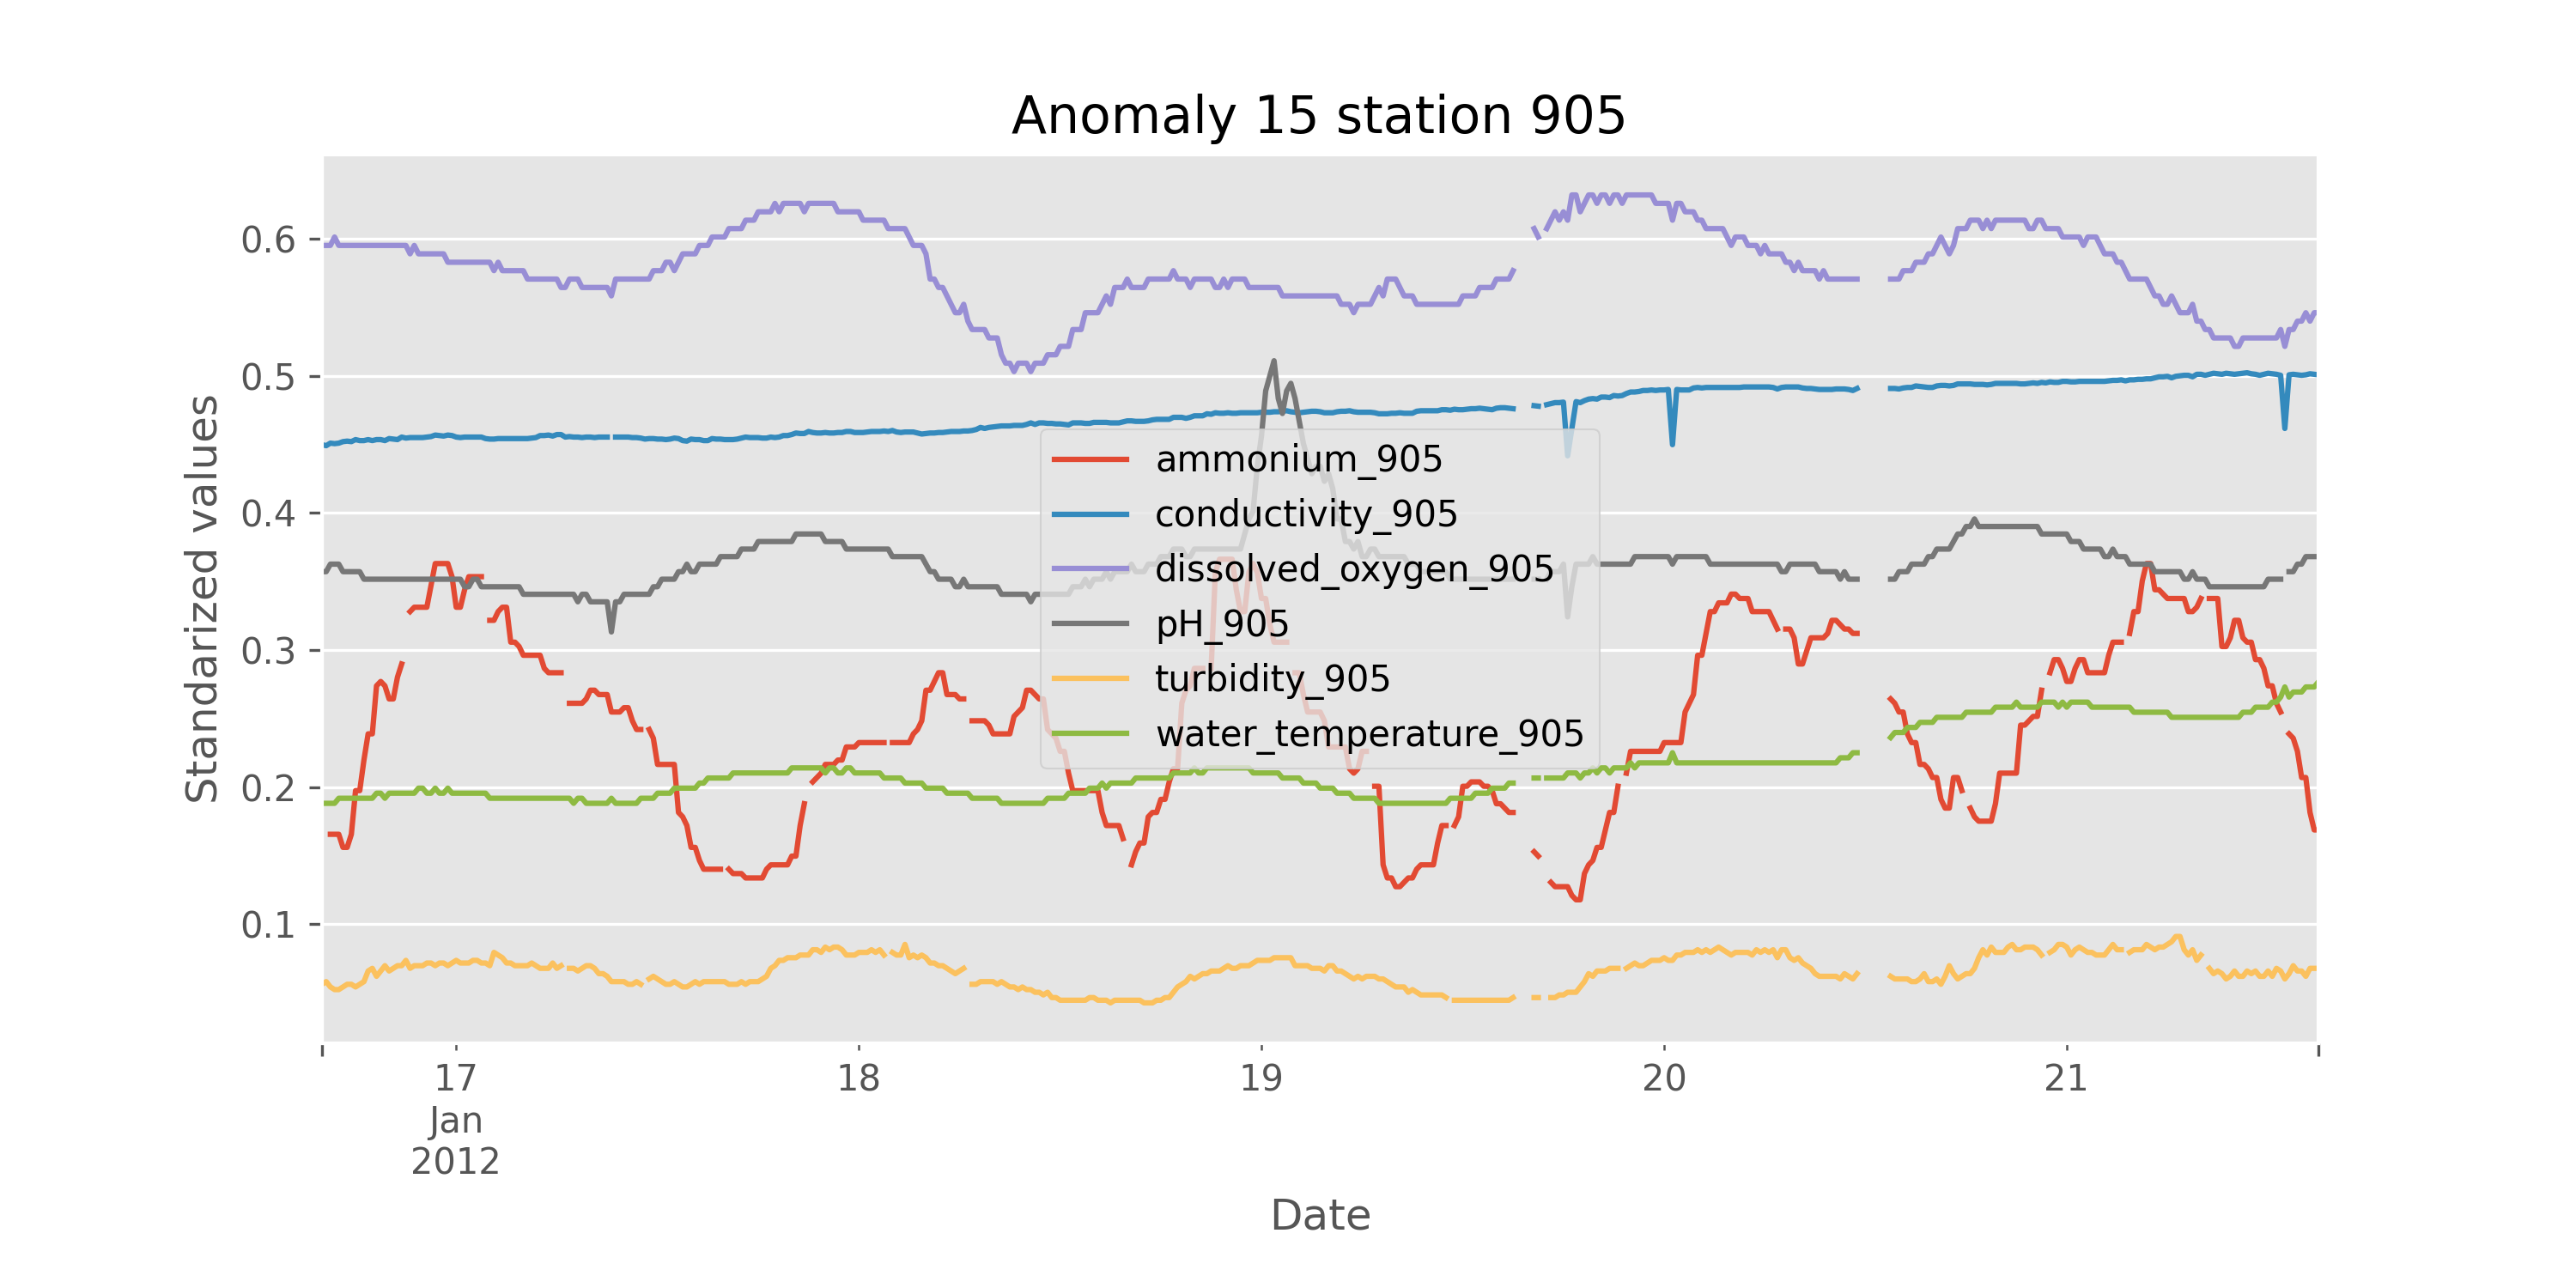 Anomaly 15 station 905
Standarized values
0.6
0.5
0.4
0.3
0.2
0.1
ammonium_905
conductivity_905
dissolved_oxygen_905
pH_905
turbidity_905
water_temperature_905
17 18 19 20 21
Jan
2012
Date